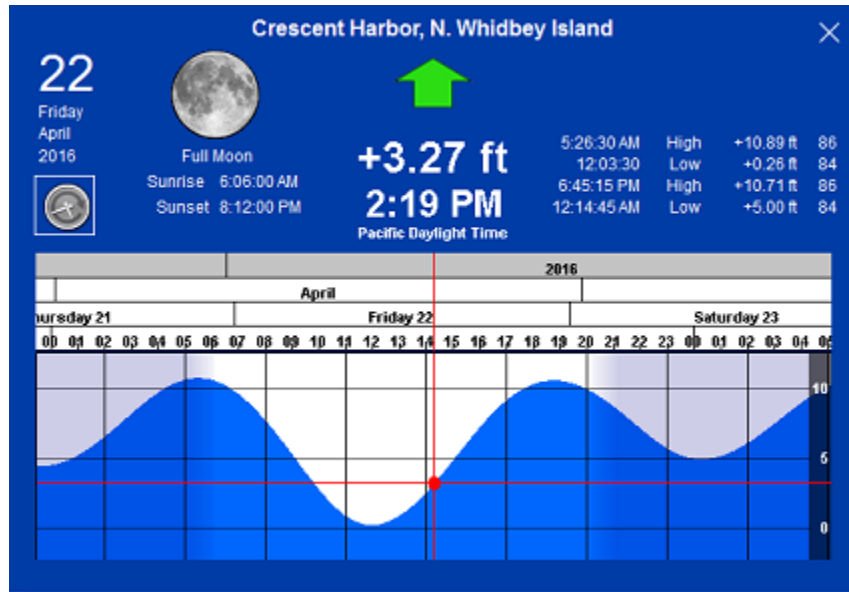 Crescent Harbor, N. Whidbey Island
22
Friday
April
2016
Full Moon
Sunrise 6:06:00 AM
Sunset 8:12:00 PM
+3.27 ft
2:19 PM
Pacific Daylight Time
5:26:30 AM High +10.89 ft 86
12:03:30 Low +0.26 ft 84
6:45:15 PM High +10.71 ft 86
12:14:45 AM Low +5.00 ft 84
2016
April
ursday 21 Friday 22 Saturday 23
00 01 02 03 04 05 06 07 08 09 10 11 12 13 14 15 16 17 18 19 20 21 22 23 00 01 02 03 04 05
10
5
0